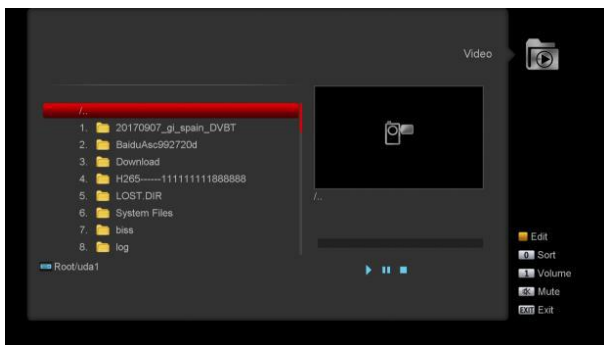 Video
/..
1. 20170907_gi_spain_DVBT
2. BaiduAsc992720d
3. Download
4. H265------111111111888888
5. LOST.DIR
6. System Files
7. biss
8. log
/..
Root/uda1
Edit
0 Sort
1 Volume
Mute
EXIT Exit